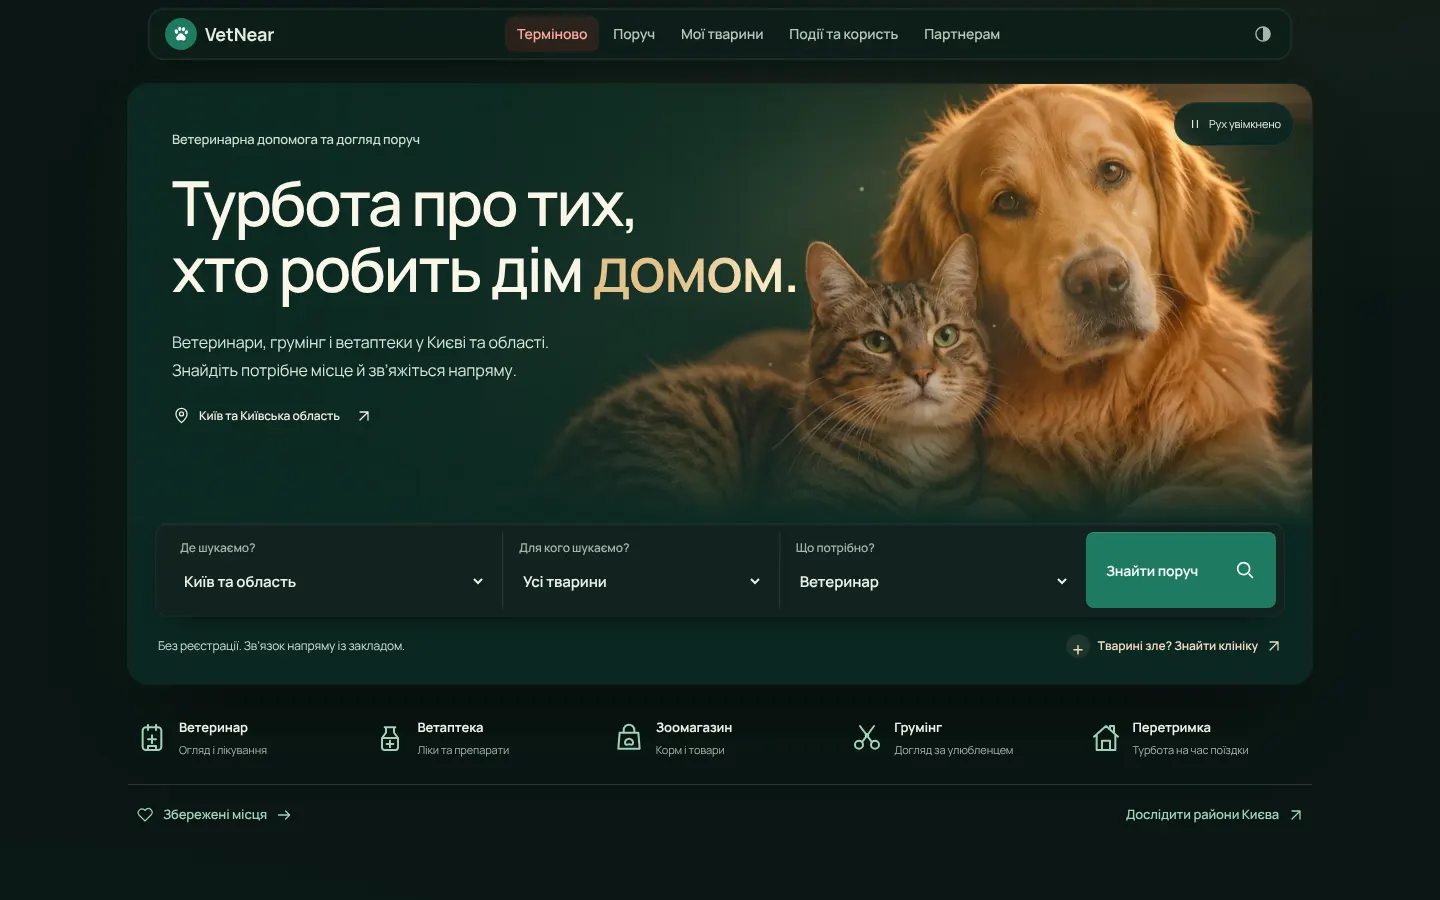 VetNear
Терміново
Поруч
Мої тварини
Події та користь
Партнерам
Рух увімкнено
Ветеринарна допомога та догляд поруч
Турбота про тих,
хто робить дім домом.
Ветеринари, грумінг і ветаптеки у Києві та області.
Знайдіть потрібне місце й зв’яжіться напряму.
Київ та Київська область
Де шукаємо?
Київ та область
Для кого шукаємо?
Усі тварини
Що потрібно?
Ветеринар
Знайти поруч
Без реєстрації. Зв’язок напряму із закладом.
Тварині зле? Знайти клініку
Ветеринар
Огляд і лікування
Ветаптека
Ліки та препарати
Зоомагазин
Корм і товари
Грумінг
Догляд за улюбленцем
Перетримка
Турбота на час поїздки
Збережені місця
Дослідити райони Києва